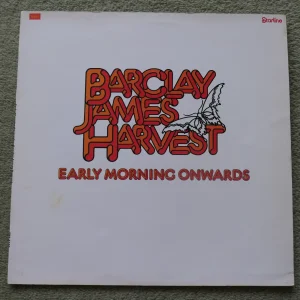 Starline
BARCLAY
JAMES
HARVEST
EARLY MORNING ONWARDS